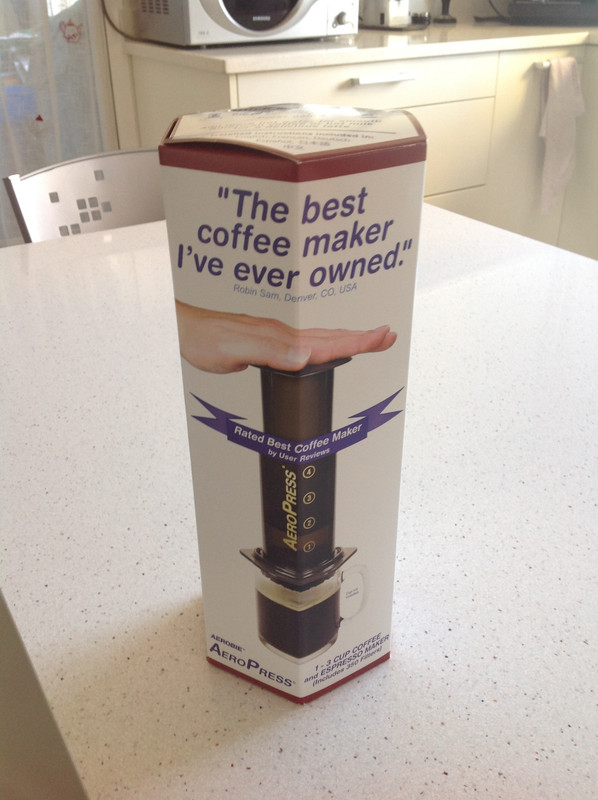 "The best
coffee maker
I've ever owned."
Robin Sam, Denver, CO, USA
Rated Best Coffee Maker
by User Reviews
AEROPRESS
4
3
2
1
AEROBIE
AEROPRESS
1 - 3 CUP COFFEE
and ESPRESSO MAKER
(Includes 350 Filters)